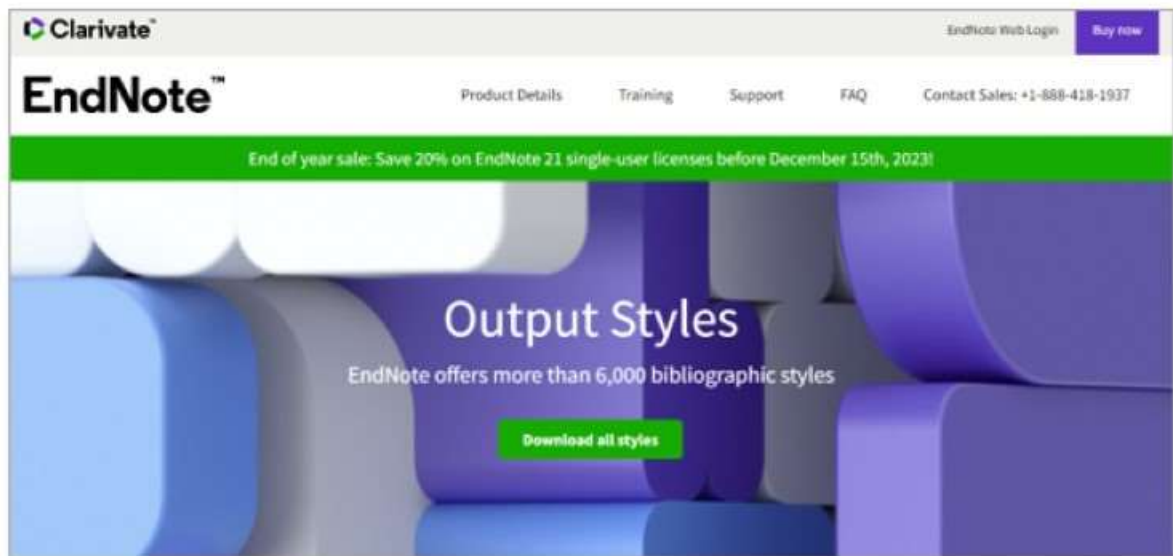 Clarivate™
EndNote Web Login
Buy now
EndNote™
Product Details
Training
Support
FAQ
Contact Sales: +1-888-418-1937
End of year sale: Save 20% on EndNote 21 single-user licenses before December 15th, 2023!
Output Styles
EndNote offers more than 6,000 bibliographic styles
Download all styles